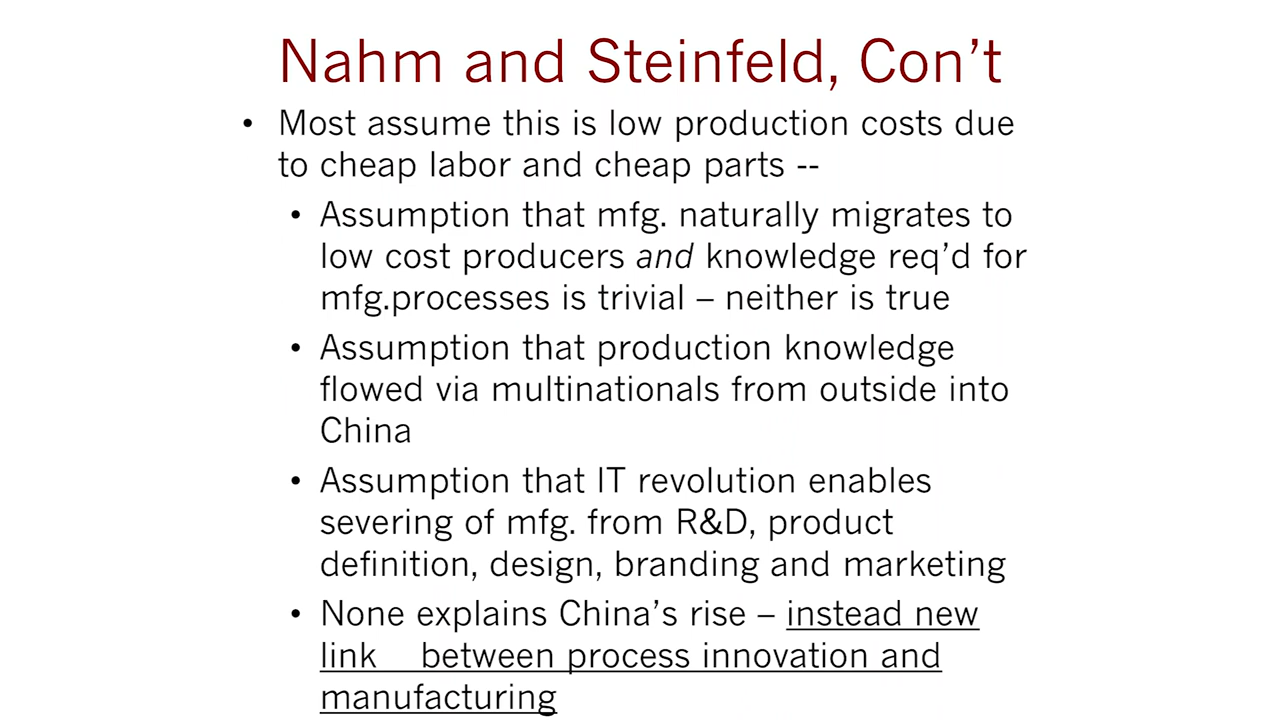 Nahm and Steinfeld, Con’t
• Most assume this is low production costs due
to cheap labor and cheap parts --
• Assumption that mfg. naturally migrates to
low cost producers and knowledge req’d for
mfg.processes is trivial – neither is true
• Assumption that production knowledge
flowed via multinationals from outside into
China
• Assumption that IT revolution enables
severing of mfg. from R&D, product
definition, design, branding and marketing
• None explains China’s rise – instead new
link between process innovation and
manufacturing